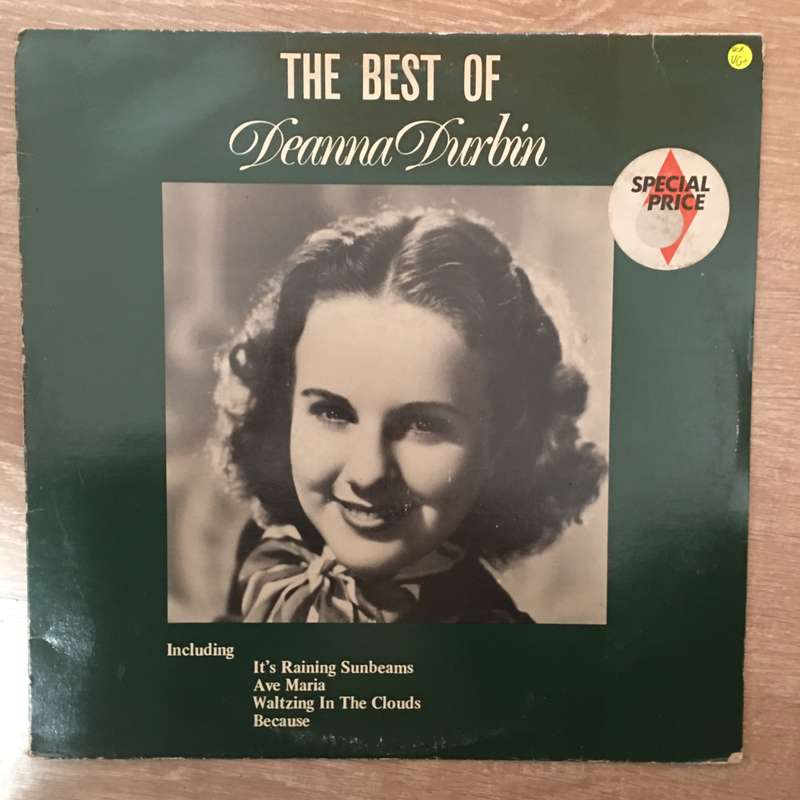 THE BEST OF
Deanna Durbin
SPECIAL
PRICE
Including
It's Raining Sunbeams
Ave Maria
Waltzing In The Clouds
Because